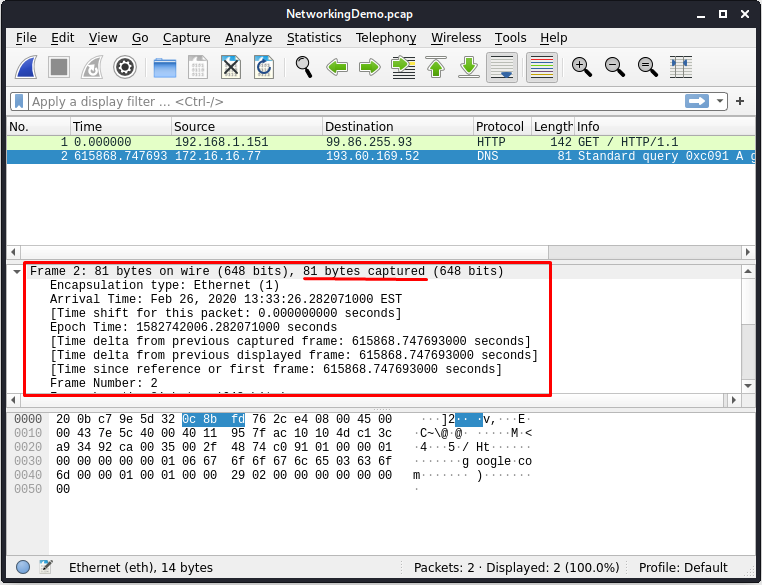 NetworkingDemo.pcap
File Edit View Go Capture Analyze Statistics Telephony Wireless Tools Help
Apply a display filter ... <Ctrl-/>
No. Time Source Destination Protocol Length Info
1 0.000000 192.168.1.151 99.86.255.93 HTTP 142 GET / HTTP/1.1
2 615868.747693 172.16.16.77 193.60.169.52 DNS 81 Standard query 0xc091 A g
Frame 2: 81 bytes on wire (648 bits), 81 bytes captured (648 bits)
Encapsulation type: Ethernet (1)
Arrival Time: Feb 26, 2020 13:33:26.282071000 EST
[Time shift for this packet: 0.000000000 seconds]
Epoch Time: 1582742006.282071000 seconds
[Time delta from previous captured frame: 615868.747693000 seconds]
[Time delta from previous displayed frame: 615868.747693000 seconds]
[Time since reference or first frame: 615868.747693000 seconds]
Frame Number: 2
0000 20 0b c7 9e 5d 32 0c 8b fd 76 2c e4 08 00 45 00 ···]2·· ·v,···E·
0010 00 43 7e 5c 40 00 40 11 95 7f ac 10 10 4d c1 3c ·C~\@·@· ·····M·<
0020 a9 34 92 ca 00 35 00 2f 48 74 c0 91 01 00 00 01 ·4···5·/ Ht······
0030 00 00 00 00 00 01 06 67 6f 6f 67 6c 65 03 63 6f ·······g oogle·co
0040 6d 00 00 01 00 01 00 00 29 02 00 00 00 00 00 00 m······· )·······
0050 00 ·
Ethernet (eth), 14 bytes Packets: 2 · Displayed: 2 (100.0%) Profile: Default